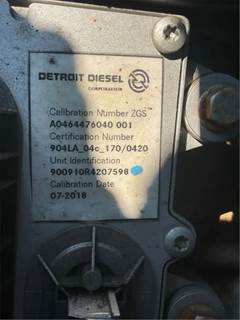 DETROIT DIESEL
CORPORATION
Calibration Number ZGS
A0464476040 001
Certification Number
904LA_04c_170/0420
Unit Identification
900910R4207598
Calibration Date
07-2018